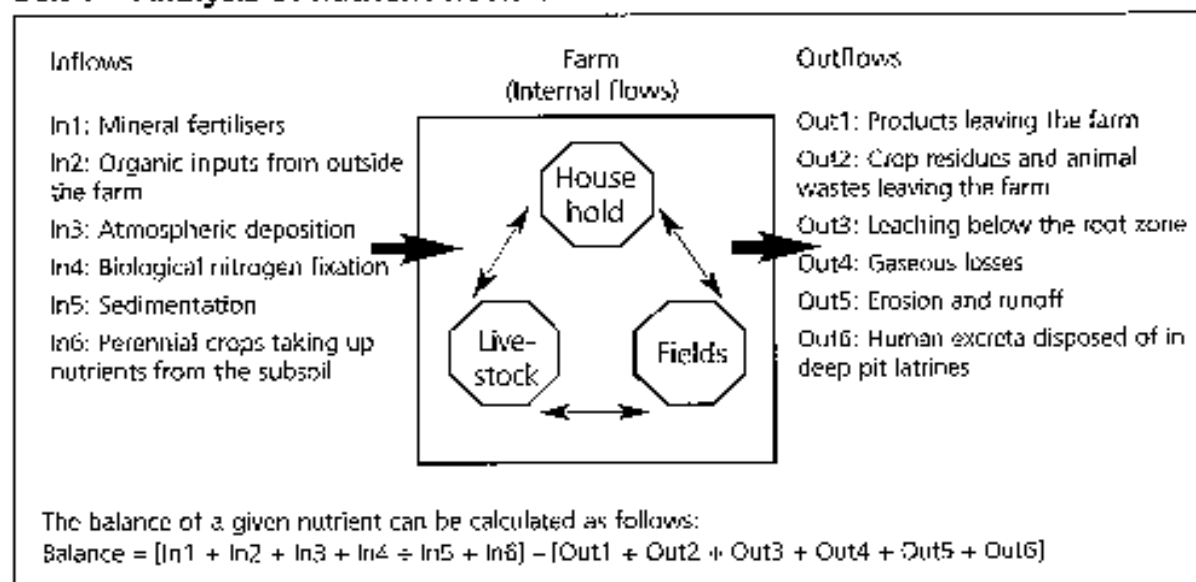 Inflows
In1: Mineral fertilisers
In2: Organic inputs from outside
the farm
In3: Atmospheric deposition
In4: Biological nitrogen fixation
In5: Sedimentation
In6: Perennial crops taking up
nutrients from the subsoil
Farm
(Internal flows)
House
hold
Live-
stock
Fields
Outflows
Out1: Products leaving the farm
Out2: Crop residues and animal
wastes leaving the farm
Out3: Leaching below the root zone
Out4: Gaseous losses
Out5: Erosion and runoff
Out6: Human excreta disposed of in
deep pit latrines
The balance of a given nutrient can be calculated as follows:
Balance = [In1 + In2 + In3 + In4 + In5 + In6] – [Out1 + Out2 + Out3 + Out4 + Out5 + Out6]